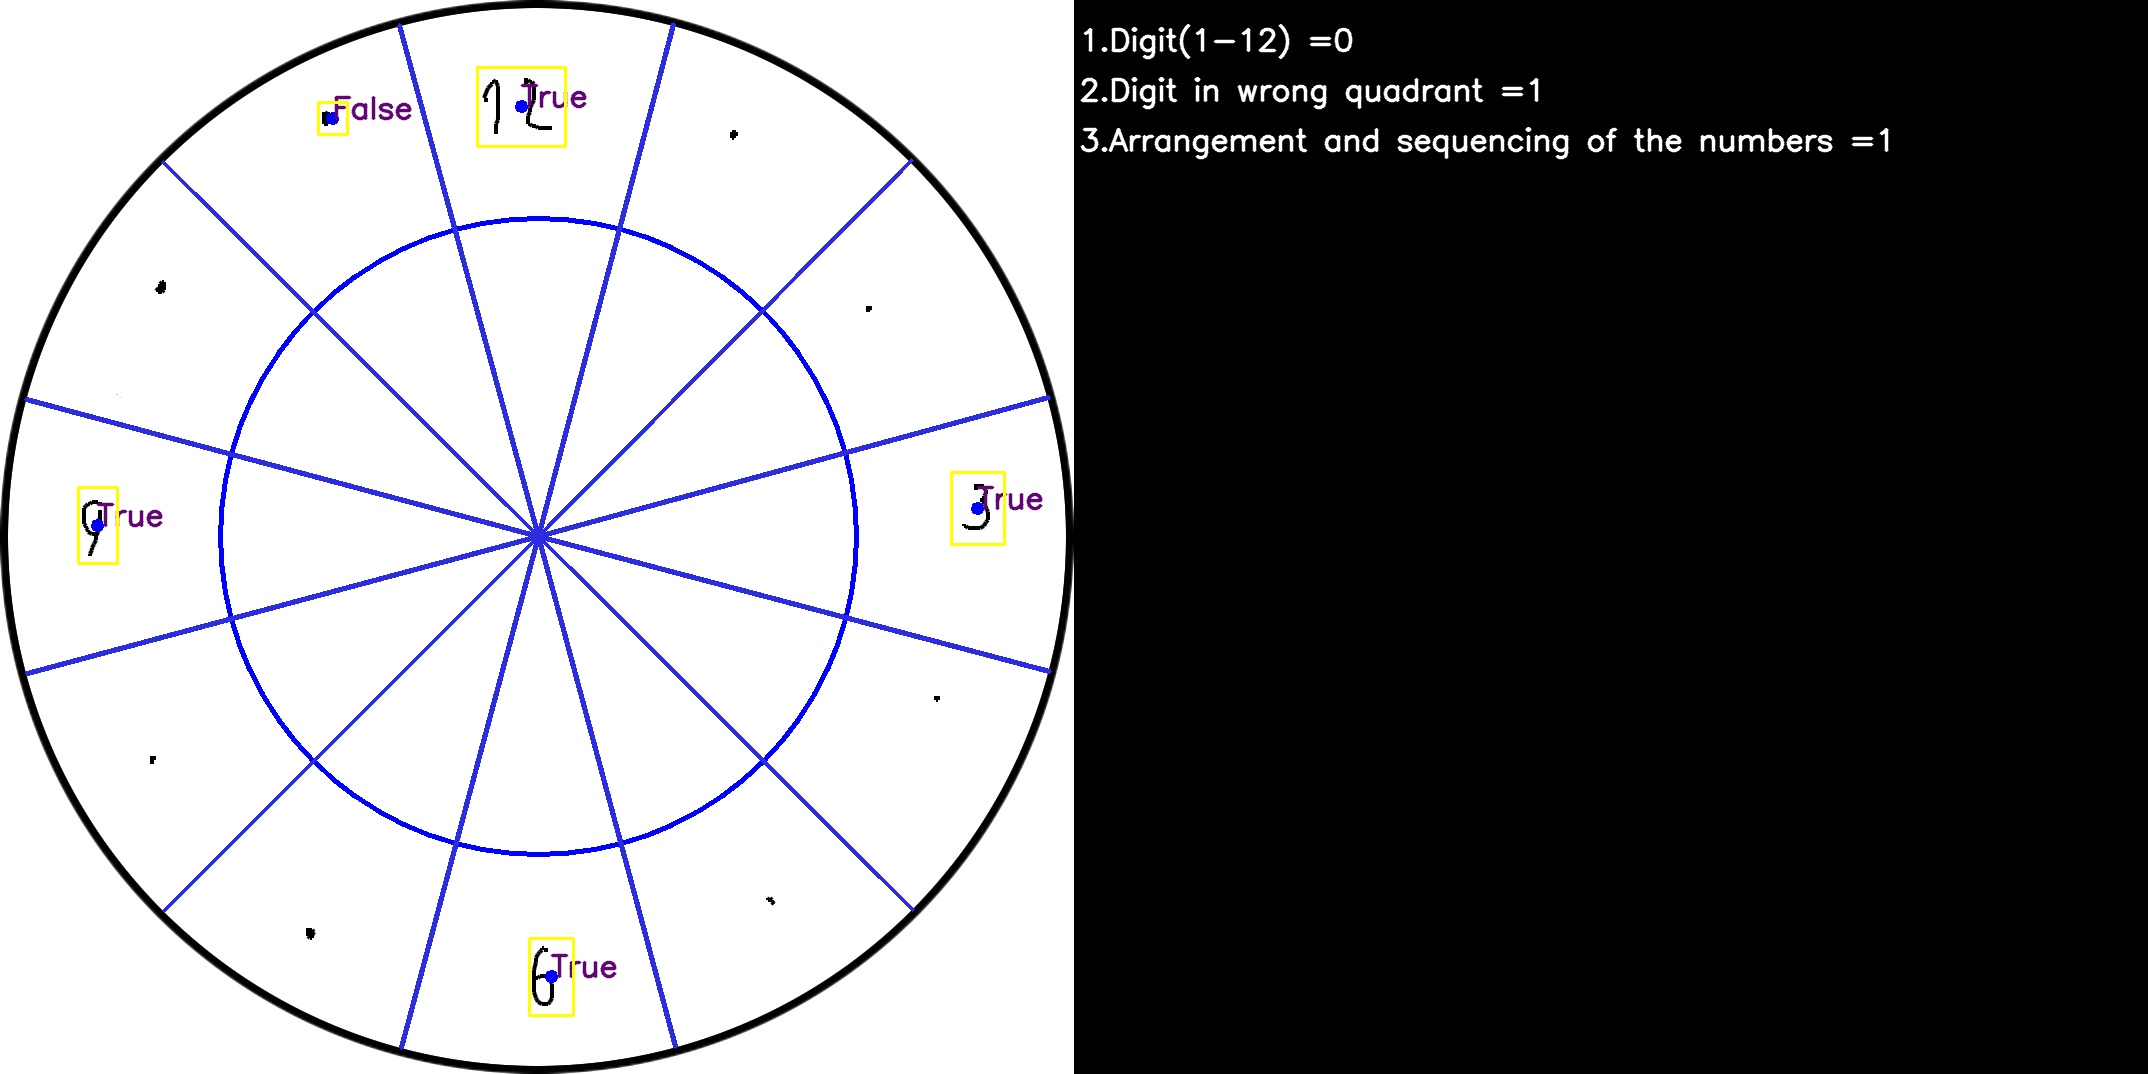 12 True
False
3 True
9 True
6 True
1.Digit(1-12) =0
2.Digit in wrong quadrant =1
3.Arrangement and sequencing of the numbers =1